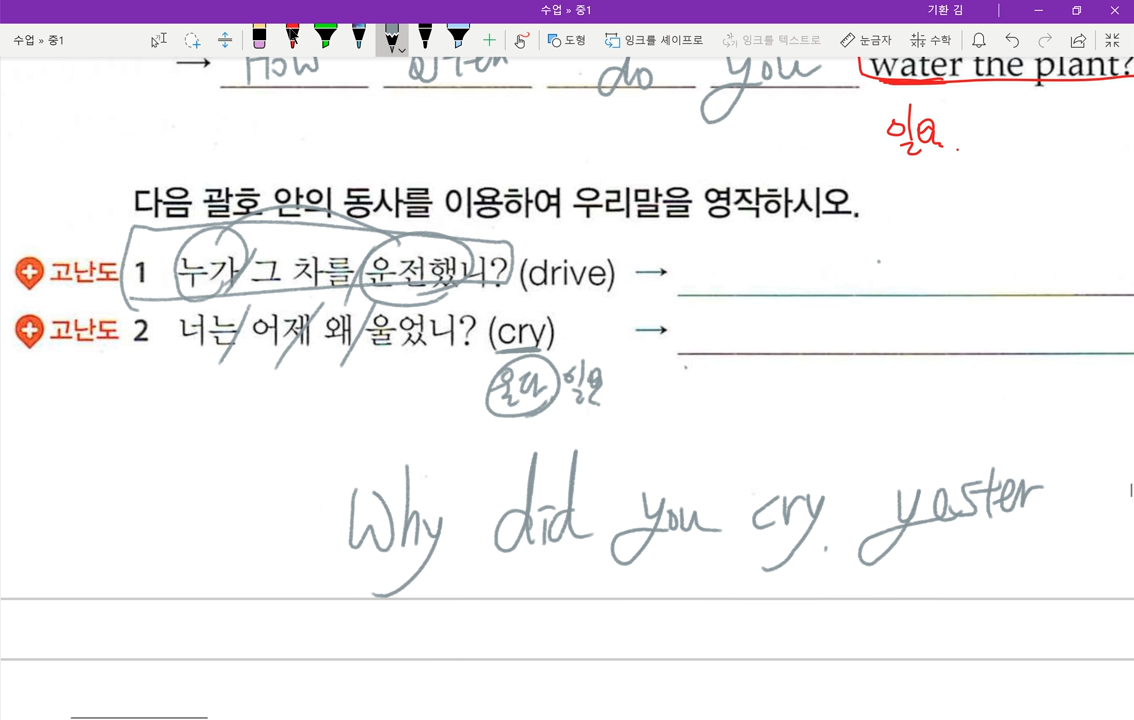 수업 » 중1
기환 김
수업 » 중1
도형
잉크를 셰이프로
잉크를 텍스트로
눈금자
수학
→ How often do you water the plant?
일요.
다음 괄호 안의 동사를 이용하여 우리말을 영작하시오.
고난도 1 누가 그 차를 운전했니? (drive) →
고난도 2 너는 어제 왜 울었니? (cry) →
울다 일요
Why did you cry. yester